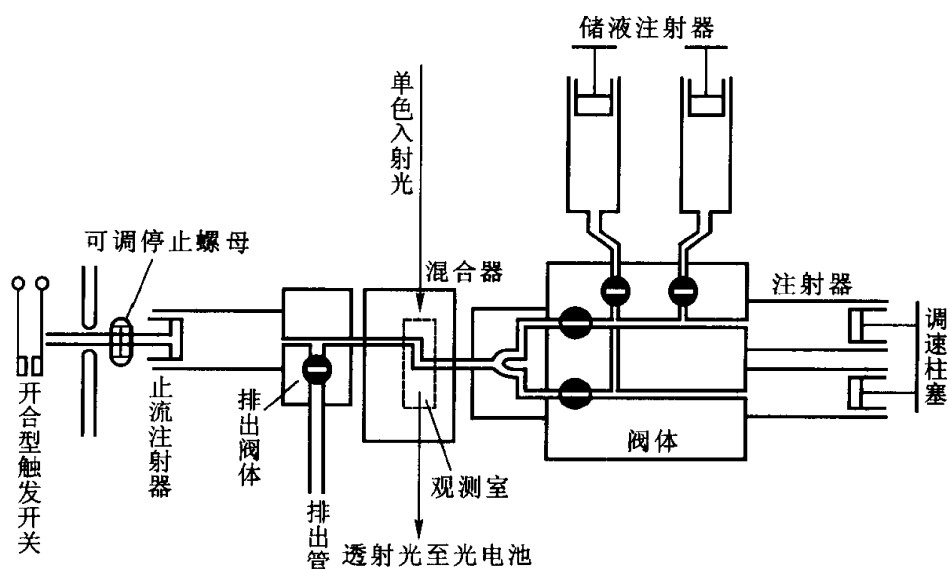 储液注射器
单色入射光
可调停止螺母
混合器
注射器
调速柱塞
开合型触发开关
止流注射器
排出阀体
排出管
观测室
阀体
透射光至光电池